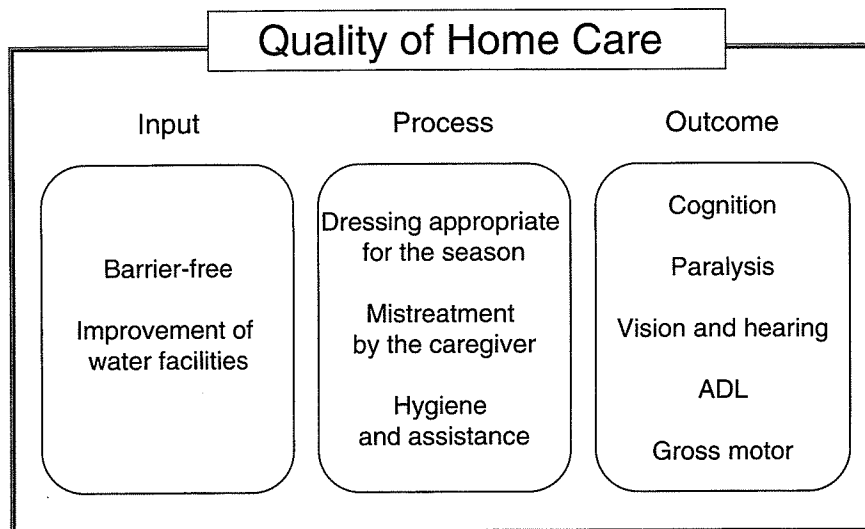 Quality of Home Care
Input
Barrier-free
Improvement of
water facilities
Process
Dressing appropriate
for the season
Mistreatment
by the caregiver
Hygiene
and assistance
Outcome
Cognition
Paralysis
Vision and hearing
ADL
Gross motor